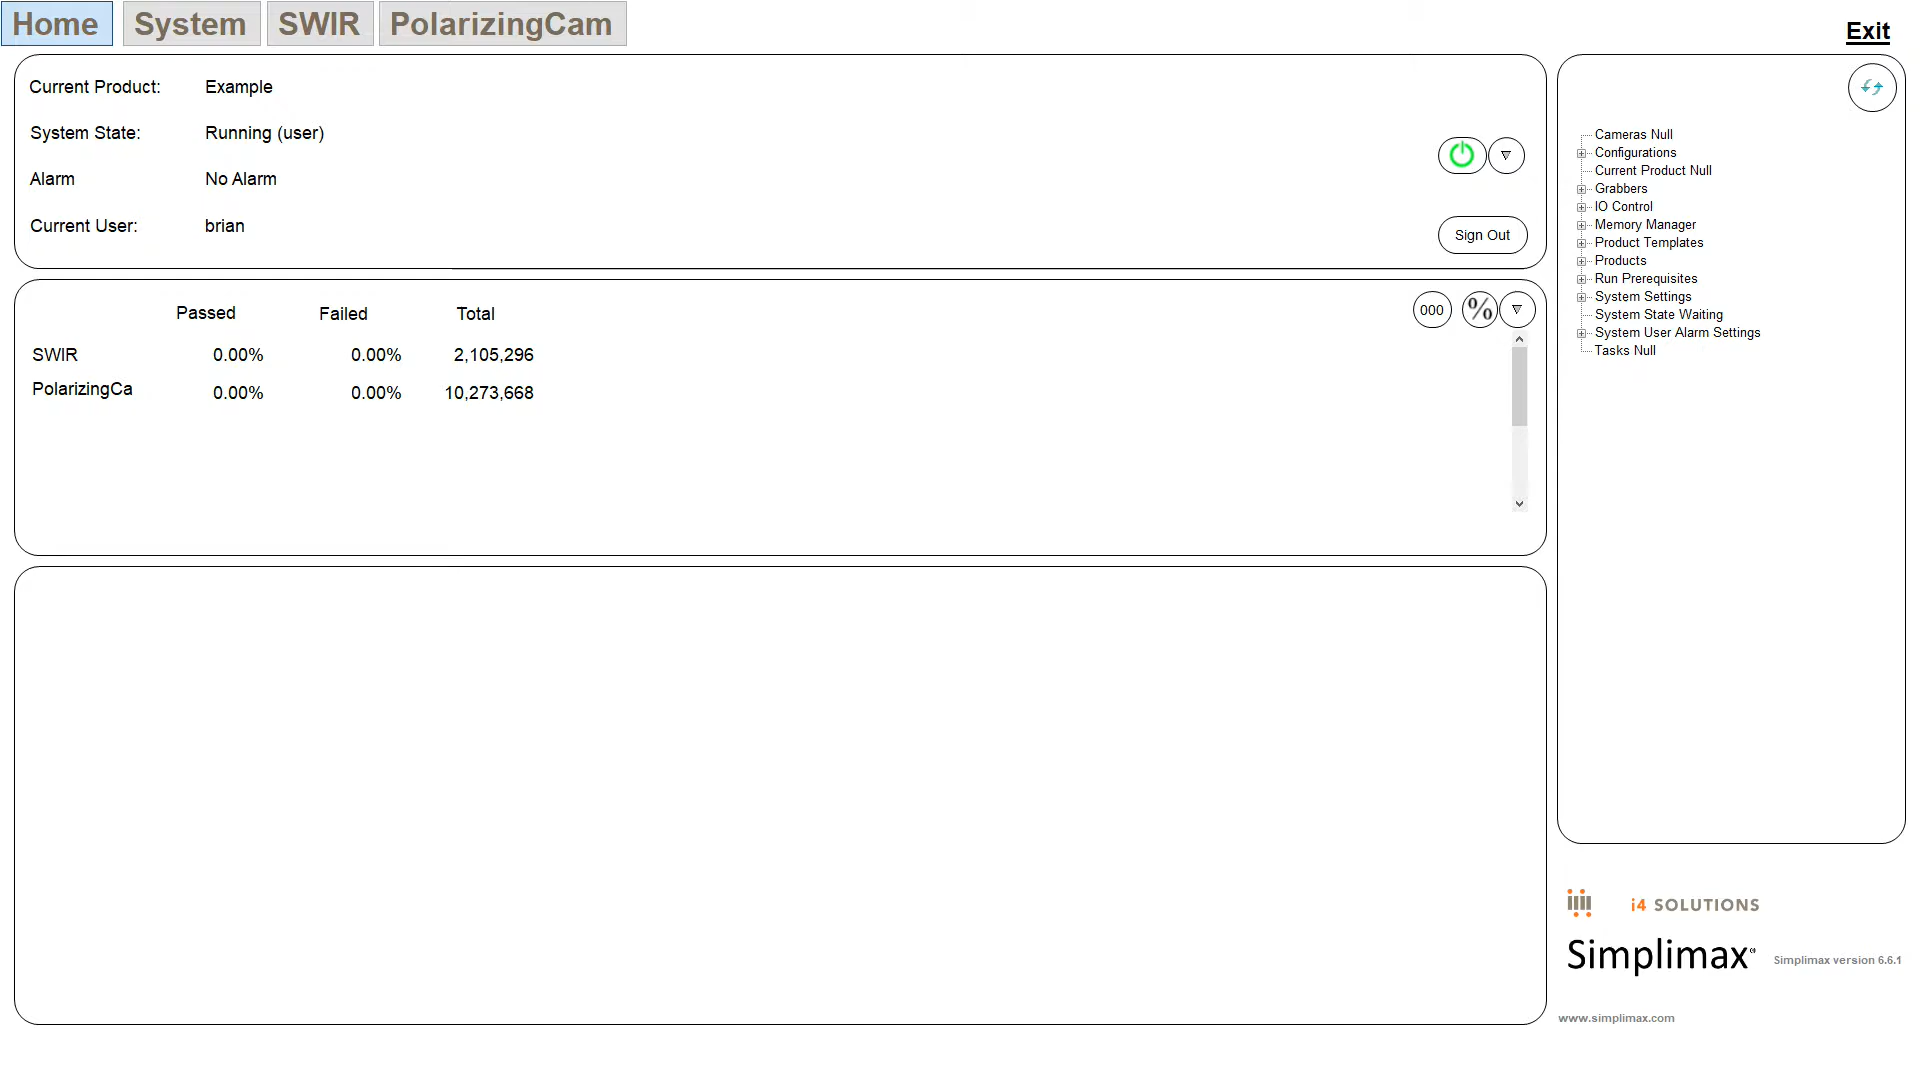 Home System SWIR PolarizingCam
Exit
Current Product: Example
System State: Running (user)
Alarm No Alarm
Current User: brian
Sign Out
Passed Failed Total
000 %
SWIR 0.00% 0.00% 2,105,296
PolarizingCa 0.00% 0.00% 10,273,668
Cameras Null
Configurations
Current Product Null
Grabbers
IO Control
Memory Manager
Product Templates
Products
Run Prerequisites
System Settings
System State Waiting
System User Alarm Settings
Tasks Null
i4 SOLUTIONS
Simplimax® Simplimax version 6.6.1
www.simplimax.com